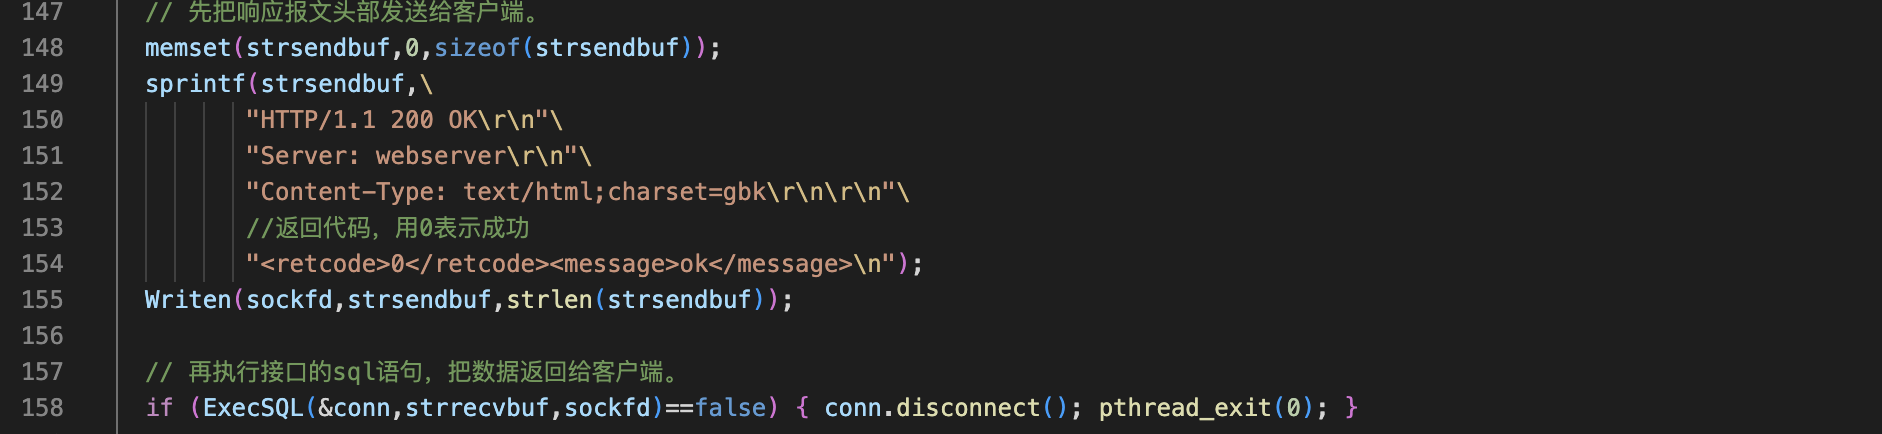 147 // 先把响应报文头部发送给客户端。
148 memset(strsendbuf,0,sizeof(strsendbuf));
149 sprintf(strsendbuf,\
150 "HTTP/1.1 200 OK\r\n"\
151 "Server: webserver\r\n"\
152 "Content-Type: text/html;charset=gbk\r\n\r\n"\
153 //返回代码，用0表示成功
154 "<retcode>0</retcode><message>ok</message>\n");
155 Writen(sockfd,strsendbuf,strlen(strsendbuf));
156
157 // 再执行接口的sql语句，把数据返回给客户端。
158 if (ExecSQL(&conn,strrecvbuf,sockfd)==false) { conn.disconnect(); pthread_exit(0); }